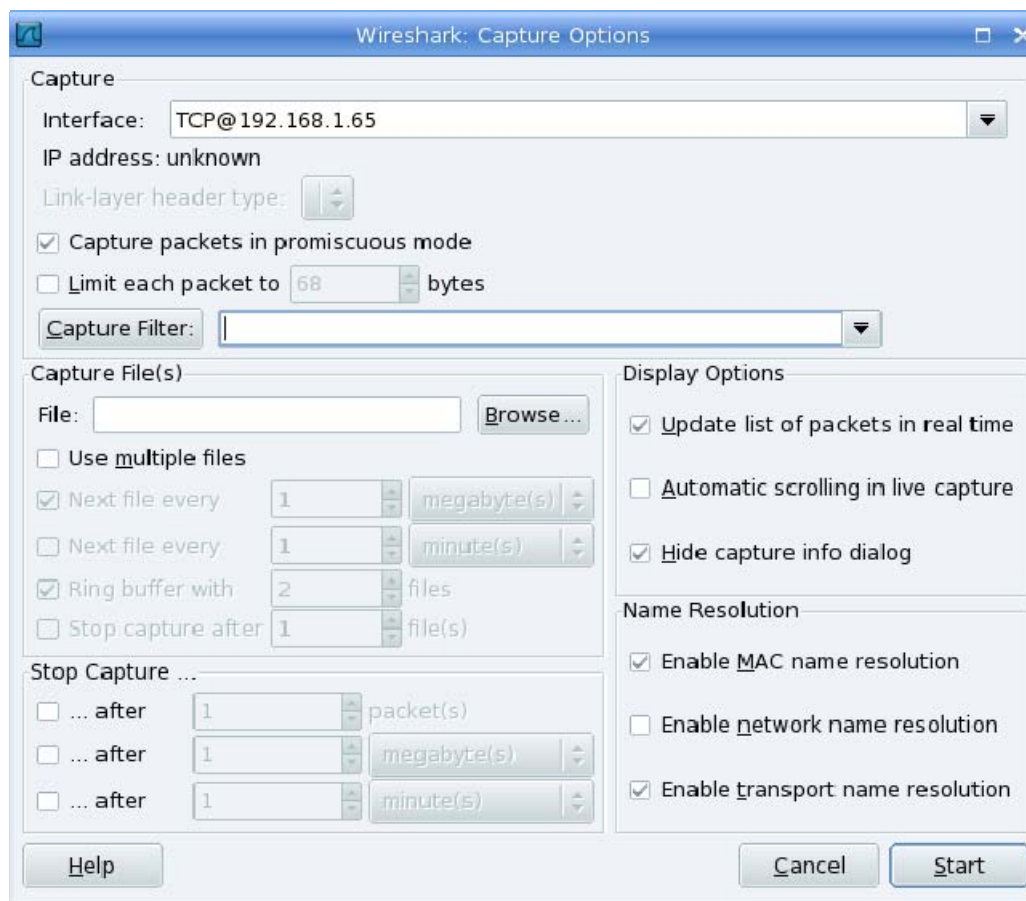 Wireshark: Capture Options
Capture
Interface: TCP@192.168.1.65
IP address: unknown
Link-layer header type:
Capture packets in promiscuous mode
Limit each packet to 68 bytes
Capture Filter:
Capture File(s)
File: Browse...
Use multiple files
Next file every 1 megabyte(s)
Next file every 1 minute(s)
Ring buffer with 2 files
Stop capture after 1 file(s)
Stop Capture ...
... after 1 packet(s)
... after 1 megabyte(s)
... after 1 minute(s)
Display Options
Update list of packets in real time
Automatic scrolling in live capture
Hide capture info dialog
Name Resolution
Enable MAC name resolution
Enable network name resolution
Enable transport name resolution
Help Cancel Start